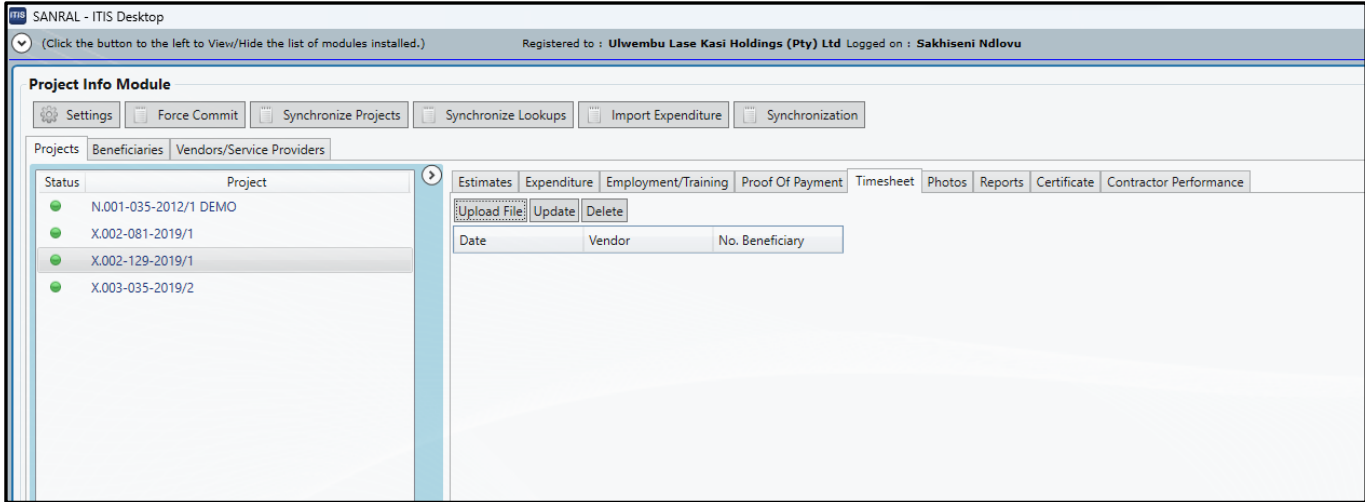 ITIS SANRAL - ITIS Desktop
(Click the button to the left to View/Hide the list of modules installed.) Registered to : Ulwembu Lase Kasi Holdings (Pty) Ltd Logged on : Sakhiseni Ndlovu
Project Info Module
Settings Force Commit Synchronize Projects Synchronize Lookups Import Expenditure Synchronization
Projects Beneficiaries Vendors/Service Providers
Status Project
N.001-035-2012/1 DEMO
X.002-081-2019/1
X.002-129-2019/1
X.003-035-2019/2
Estimates Expenditure Employment/Training Proof Of Payment Timesheet Photos Reports Certificate Contractor Performance
Upload File Update Delete
Date Vendor No. Beneficiary